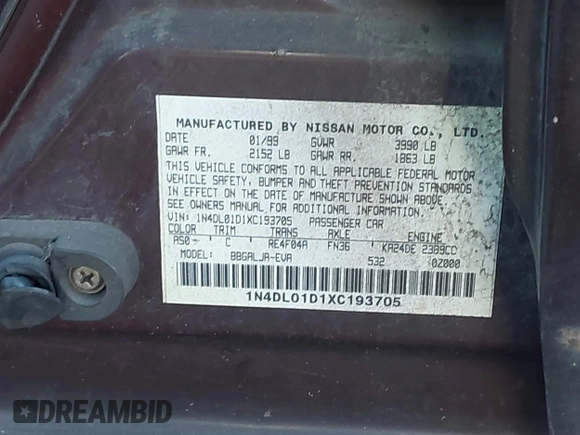 MANUFACTURED BY NISSAN MOTOR CO., LTD.
DATE 01/99 GVWR 3990 LB
GAWR FR. 2152 LB GAWR RR. 1863 LB
THIS VEHICLE CONFORMS TO ALL APPLICABLE FEDERAL MOTOR
VEHICLE SAFETY, BUMPER AND THEFT PREVENTION STANDARDS
IN EFFECT ON THE DATE OF MANUFACTURE SHOWN ABOVE.
SEE OWNERS MANUAL FOR ADDITIONAL INFORMATION.
VIN: 1N4DL01D1XC193705 PASSENGER CAR
COLOR TRIM TRANS AXLE ENGINE
AS0- C RE4F04A FN36 KA24DE 2389CC
MODEL: BBGALJA-EVA 532 0Z000
1N4DL01D1XC193705
DREAMBID